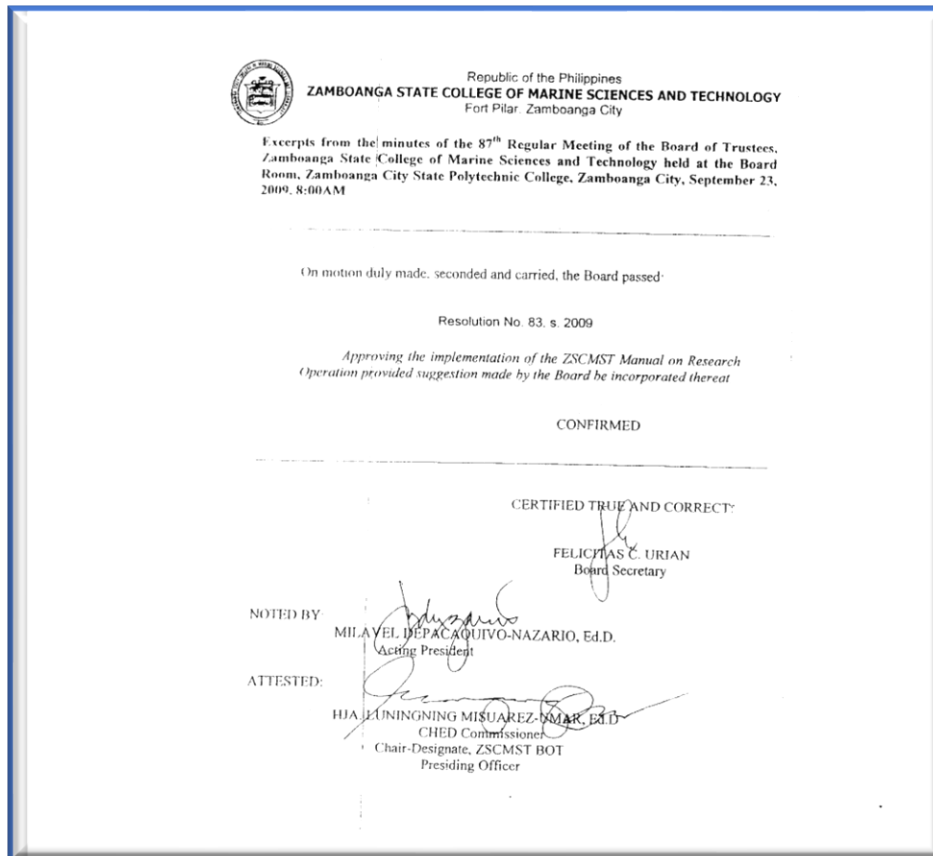 Republic of the Philippines
ZAMBOANGA STATE COLLEGE OF MARINE SCIENCES AND TECHNOLOGY
Fort Pilar. Zamboanga City
Excerpts from the minutes of the 87th Regular Meeting of the Board of Trustees,
Zamboanga State College of Marine Sciences and Technology held at the Board
Room, Zamboanga City State Polytechnic College, Zamboanga City, September 23,
2009. 8:00AM
On motion duly made, seconded and carried, the Board passed:
Resolution No. 83. s. 2009
Approving the implementation of the ZSCMST Manual on Research
Operation provided suggestion made by the Board be incorporated thereat
CONFIRMED
CERTIFIED TRUE AND CORRECT:
FELICITAS C. URIAN
Board Secretary
NOTED BY
MILAVEL DEPACAQUIVO-NAZARIO, Ed.D.
Acting President
ATTESTED:
HJA. LUNINGNING MISUAREZ-UMAR, Ed.D
CHED Commissioner
Chair-Designate, ZSCMST BOT
Presiding Officer